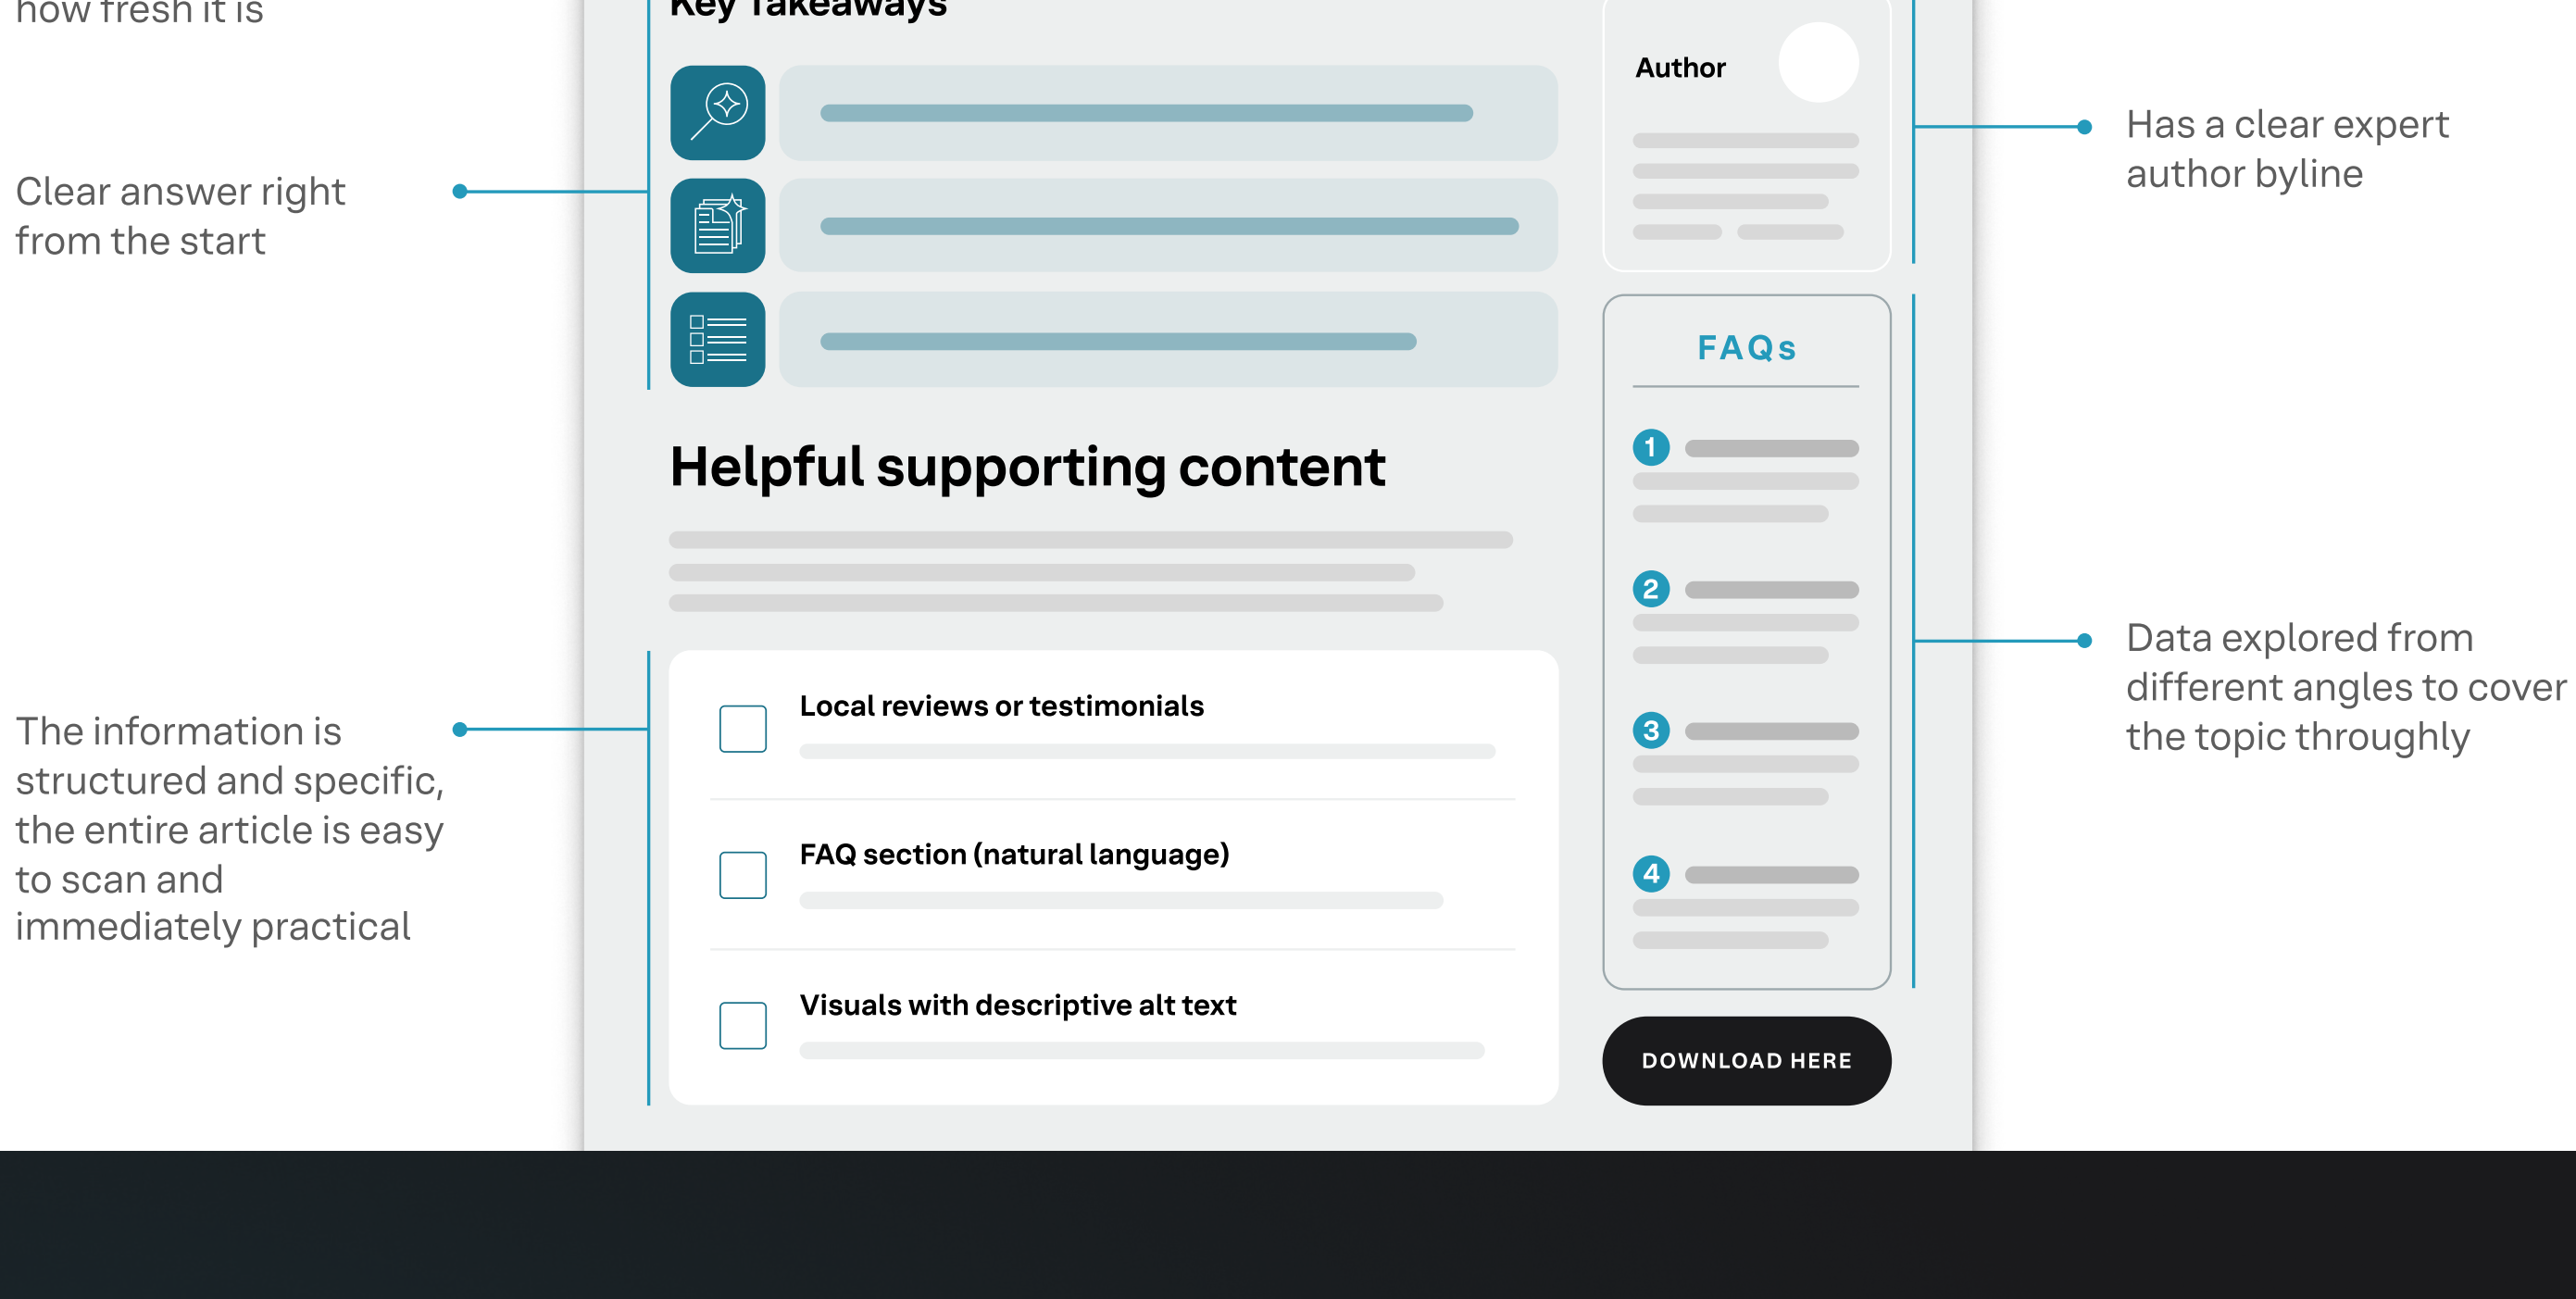 how fresh it is
Key Takeaways
Author
Has a clear expert
author byline
Clear answer right
from the start
FAQs
1
2
3
4
Helpful supporting content
Data explored from
different angles to cover
the topic throughly
The information is
structured and specific,
the entire article is easy
to scan and
immediately practical
Local reviews or testimonials
FAQ section (natural language)
Visuals with descriptive alt text
DOWNLOAD HERE